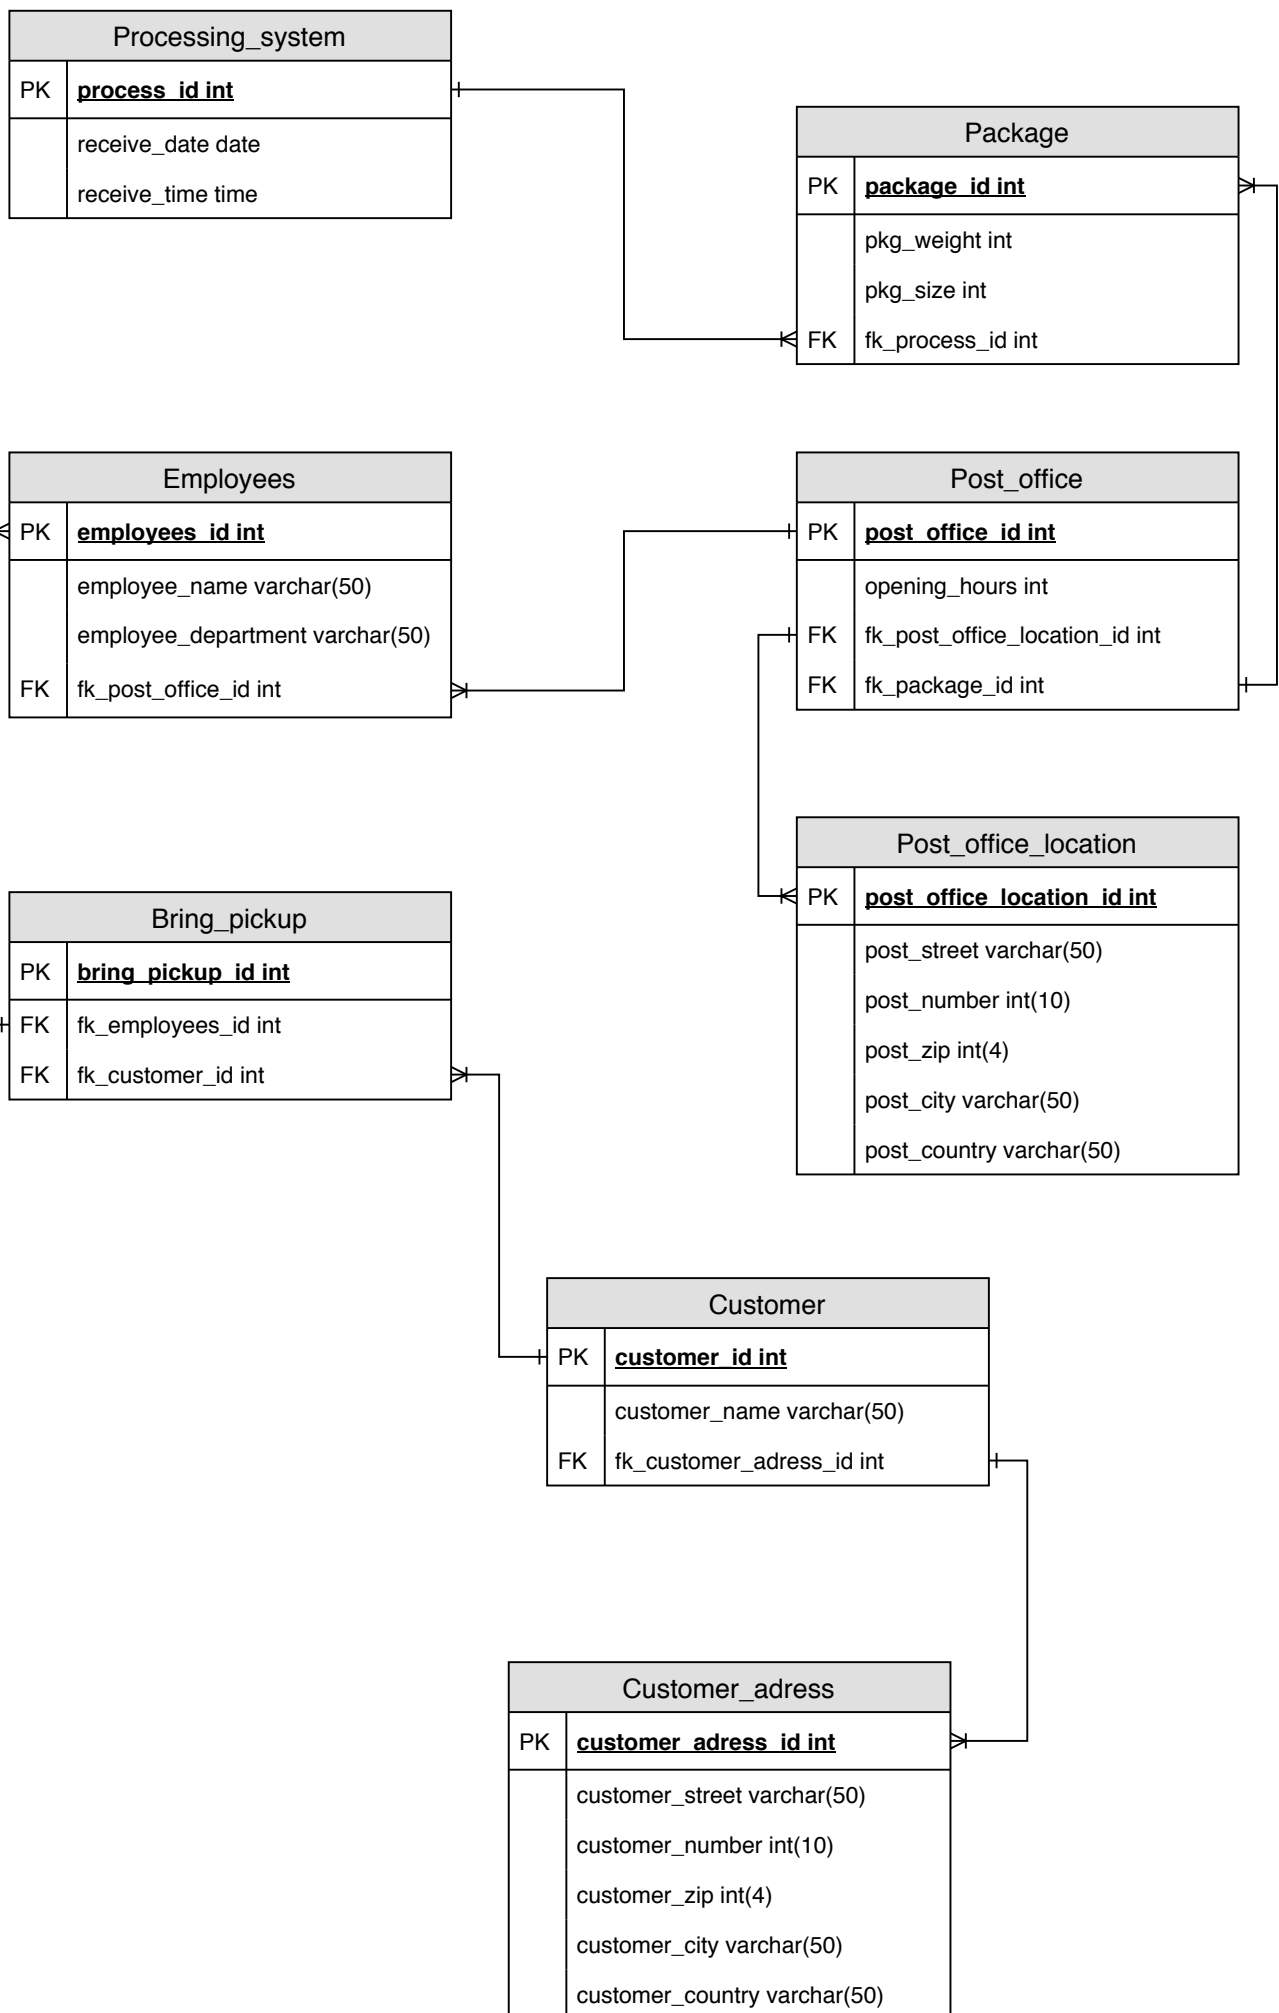 Processing_system
PK process_id int
receive_date date
receive_time time
Package
PK package_id int
pkg_weight int
pkg_size int
FK fk_process_id int
Employees
PK employees_id int
employee_name varchar(50)
employee_department varchar(50)
FK fk_post_office_id int
Post_office
PK post_office_id int
opening_hours int
FK fk_post_office_location_id int
FK fk_package_id int
Post_office_location
PK post_office_location_id int
post_street varchar(50)
post_number int(10)
post_zip int(4)
post_city varchar(50)
post_country varchar(50)
Bring_pickup
PK bring_pickup_id int
FK fk_employees_id int
FK fk_customer_id int
Customer
PK customer_id int
customer_name varchar(50)
FK fk_customer_adress_id int
Customer_adress
PK customer_adress_id int
customer_street varchar(50)
customer_number int(10)
customer_zip int(4)
customer_city varchar(50)
customer_country varchar(50)